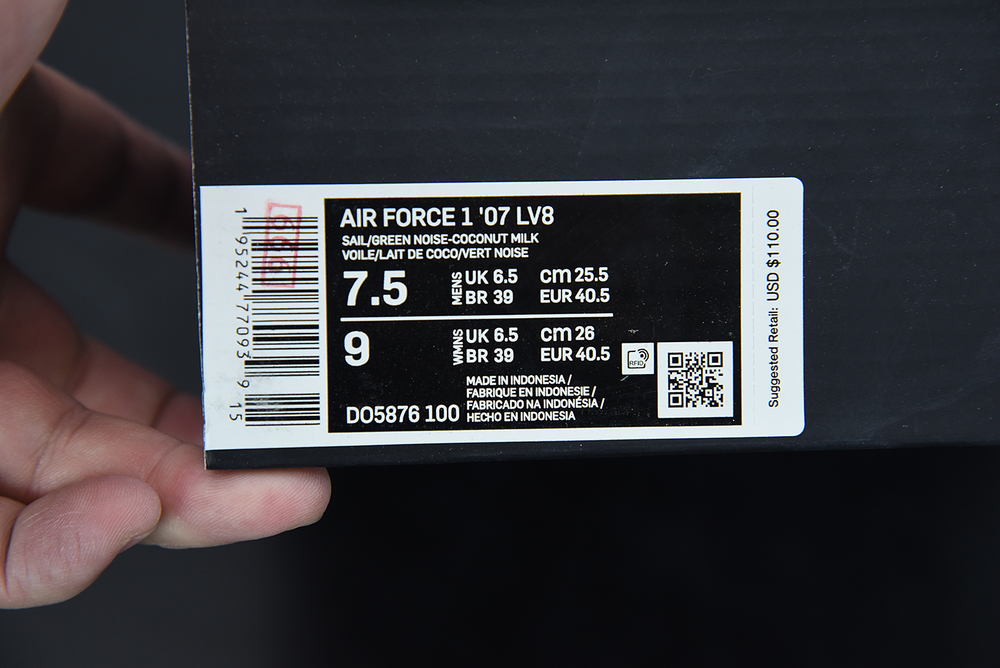 AIR FORCE 1 '07 LV8
SAIL/GREEN NOISE-COCONUT MILK
VOILE/LAIT DE COCO/VERT NOISE
7.5 MENS UK 6.5 cm 25.5
BR 39 EUR 40.5
9 WMNS UK 6.5 cm 26
BR 39 EUR 40.5
RFID
MADE IN INDONESIA /
FABRIQUE EN INDONESIE /
FABRICADO NA INDONÉSIA /
HECHO EN INDONESIA
DO5876 100
Suggested Retail: USD $110.00
1 95244 77093 9 15
666